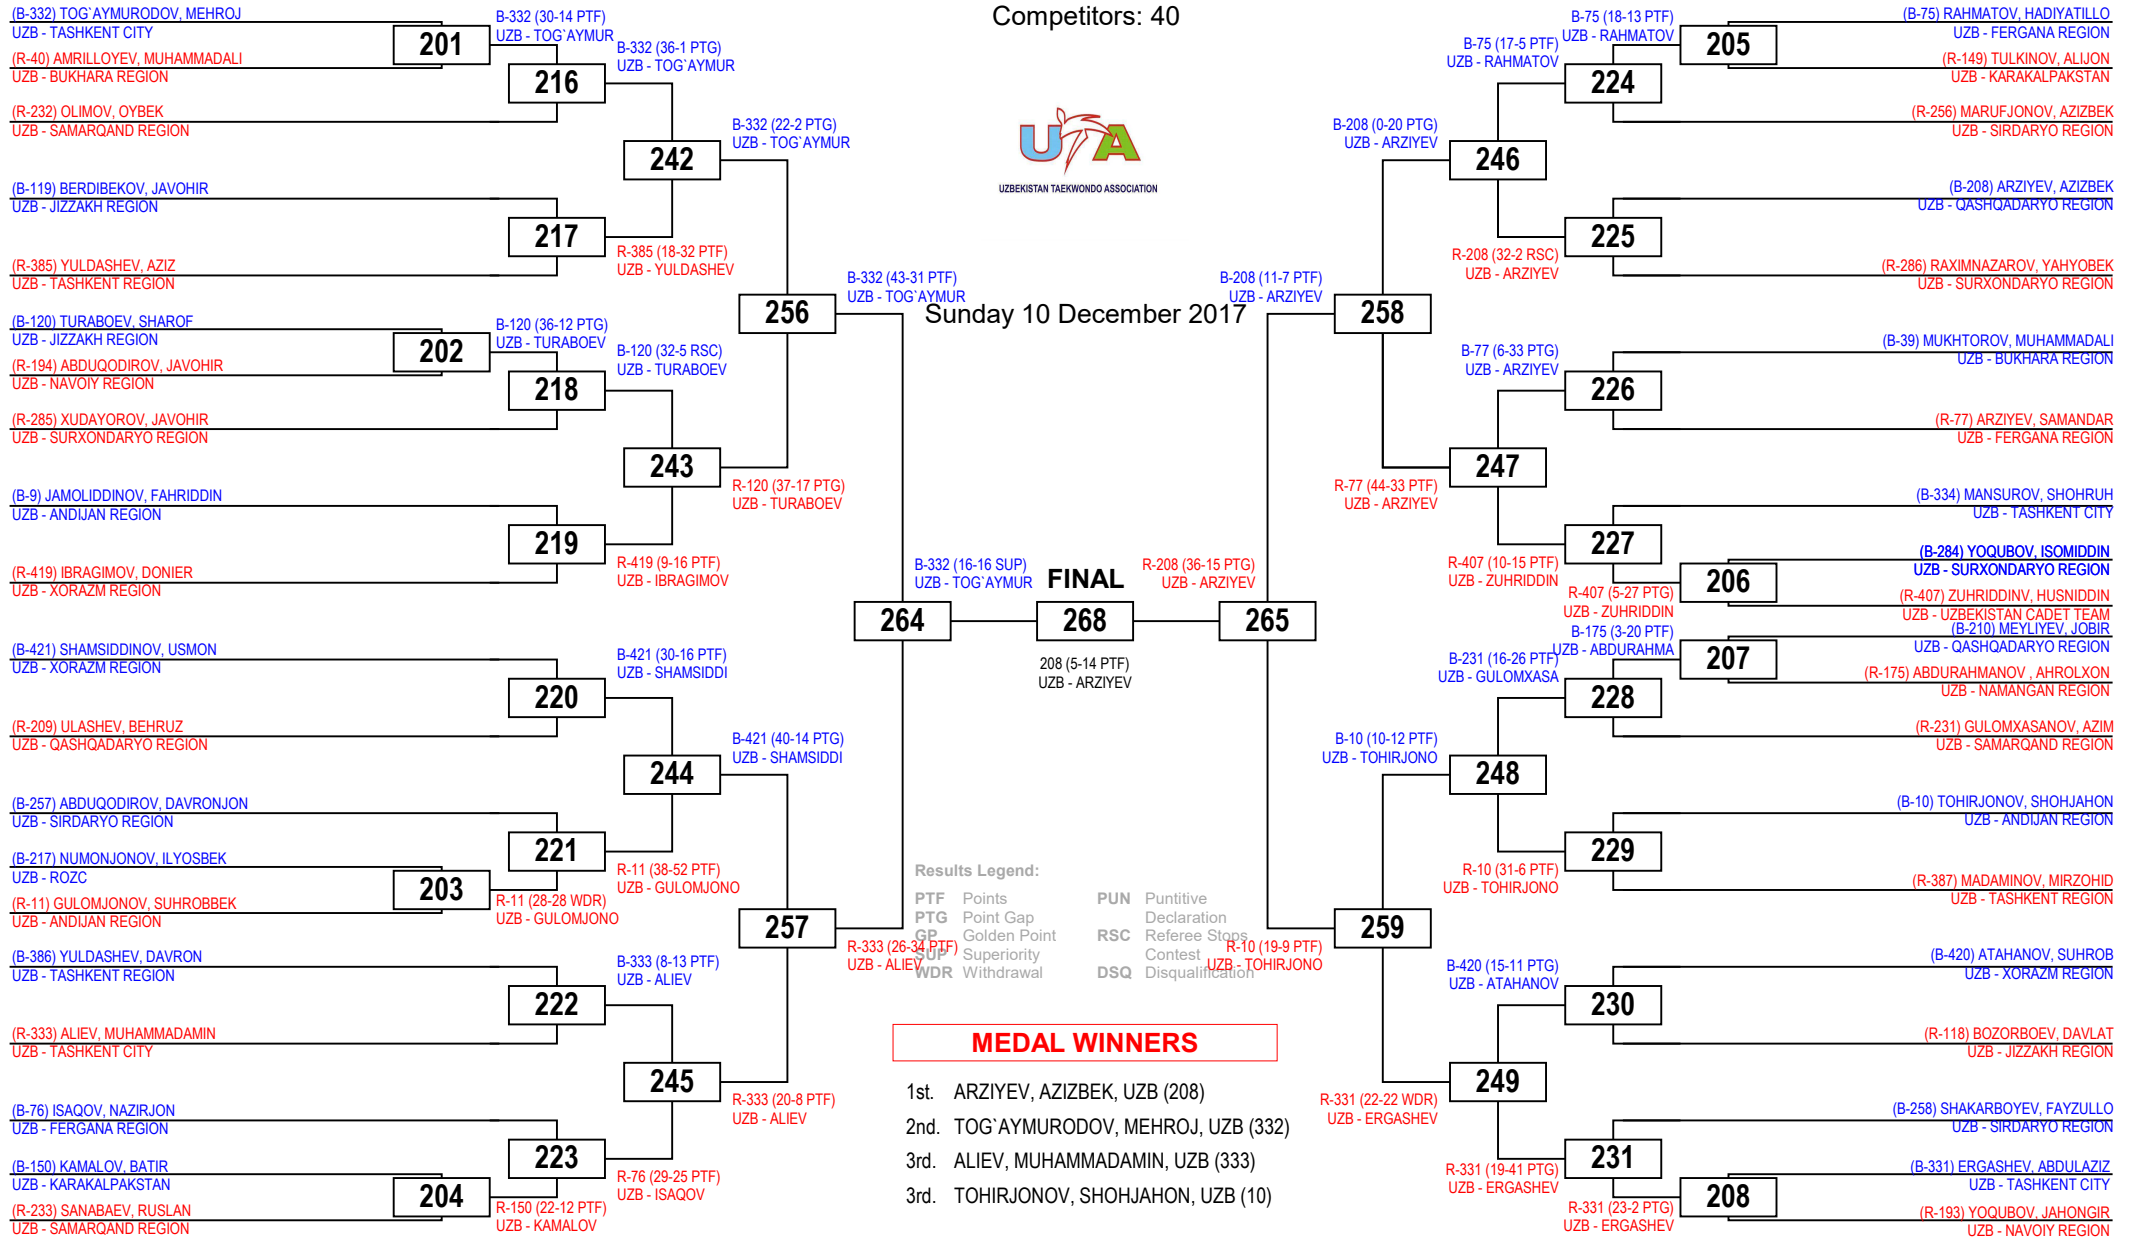 Competitors: 40
UZBEKISTAN TAEKWONDO ASSOCIATION
Sunday 10 December 2017
(B-332) TOG`AYMURODOV, MEHROJ
UZB - TASHKENT CITY
201
(R-40) AMRILLOYEV, MUHAMMADALI
UZB - BUKHARA REGION
B-332 (30-14 PTF)
UZB - TOG`AYMUR
216
(R-232) OLIMOV, OYBEK
UZB - SAMARQAND REGION
B-332 (36-1 PTG)
UZB - TOG`AYMUR
242
(B-119) BERDIBEKOV, JAVOHIR
UZB - JIZZAKH REGION
217
(R-385) YULDASHEV, AZIZ
UZB - TASHKENT REGION
R-385 (18-32 PTF)
UZB - YULDASHEV
B-332 (22-2 PTG)
UZB - TOG`AYMUR
256
(B-120) TURABOEV, SHAROF
UZB - JIZZAKH REGION
202
(R-194) ABDUQODIROV, JAVOHIR
UZB - NAVOIY REGION
B-120 (36-12 PTG)
UZB - TURABOEV
218
(R-285) XUDAYOROV, JAVOHIR
UZB - SURXONDARYO REGION
B-120 (32-5 RSC)
UZB - TURABOEV
243
(B-9) JAMOLIDDINOV, FAHRIDDIN
UZB - ANDIJAN REGION
219
(R-419) IBRAGIMOV, DONIER
UZB - XORAZM REGION
R-419 (9-16 PTF)
UZB - IBRAGIMOV
R-120 (37-17 PTG)
UZB - TURABOEV
B-332 (43-31 PTF)
UZB - TOG`AYMUR
264
(B-421) SHAMSIDDINOV, USMON
UZB - XORAZM REGION
220
(R-209) ULASHEV, BEHRUZ
UZB - QASHQADARYO REGION
B-421 (30-16 PTF)
UZB - SHAMSIDDI
244
(B-257) ABDUQODIROV, DAVRONJON
UZB - SIRDARYO REGION
221
(B-217) NUMONJONOV, ILYOSBEK
UZB - ROZC
203
(R-11) GULOMJONOV, SUHROBBEK
UZB - ANDIJAN REGION
R-11 (28-28 WDR)
UZB - GULOMJONO
R-11 (38-52 PTF)
UZB - GULOMJONO
B-421 (40-14 PTG)
UZB - SHAMSIDDI
257
(B-386) YULDASHEV, DAVRON
UZB - TASHKENT REGION
222
(R-333) ALIEV, MUHAMMADAMIN
UZB - TASHKENT CITY
B-333 (8-13 PTF)
UZB - ALIEV
245
(B-76) ISAQOV, NAZIRJON
UZB - FERGANA REGION
223
(B-150) KAMALOV, BATIR
UZB - KARAKALPAKSTAN
204
(R-233) SANABAEV, RUSLAN
UZB - SAMARQAND REGION
R-150 (22-12 PTF)
UZB - KAMALOV
R-76 (29-25 PTF)
UZB - ISAQOV
R-333 (20-8 PTF)
UZB - ALIEV
R-333 (26-34 PTF)
UZB - ALIEV
B-332 (16-16 SUP)
UZB - TOG`AYMUR
FINAL
268
208 (5-14 PTF)
UZB - ARZIYEV
R-208 (36-15 PTG)
UZB - ARZIYEV
265
B-208 (11-7 PTF)
UZB - ARZIYEV
258
B-208 (0-20 PTG)
UZB - ARZIYEV
246
B-75 (17-5 PTF)
UZB - RAHMATOV
224
B-75 (18-13 PTF)
UZB - RAHMATOV
205
(B-75) RAHMATOV, HADIYATILLO
UZB - FERGANA REGION
(R-149) TULKINOV, ALIJON
UZB - KARAKALPAKSTAN
(R-256) MARUFJONOV, AZIZBEK
UZB - SIRDARYO REGION
(B-208) ARZIYEV, AZIZBEK
UZB - QASHQADARYO REGION
225
R-208 (32-2 RSC)
UZB - ARZIYEV
(R-286) RAXIMNAZAROV, YAHYOBEK
UZB - SURXONDARYO REGION
(B-39) MUKHTOROV, MUHAMMADALI
UZB - BUKHARA REGION
B-77 (6-33 PTG)
UZB - ARZIYEV
226
(R-77) ARZIYEV, SAMANDAR
UZB - FERGANA REGION
247
R-77 (44-33 PTF)
UZB - ARZIYEV
(B-334) MANSUROV, SHOHRUH
UZB - TASHKENT CITY
227
R-407 (10-15 PTF)
UZB - ZUHRIDDIN
(B-284) YOQUBOV, ISOMIDDIN
UZB - SURXONDARYO REGION
206
R-407 (5-27 PTG)
UZB - ZUHRIDDIN
(R-407) ZUHRIDDINV, HUSNIDDIN
UZB - UZBEKISTAN CADET TEAM
(B-210) MEYLIYEV, JOBIR
UZB - QASHQADARYO REGION
B-175 (3-20 PTF)
UZB - ABDURAHMA
207
(R-175) ABDURAHMANOV , AHROLXON
UZB - NAMANGAN REGION
B-231 (16-26 PTF)
UZB - GULOMXASA
228
(R-231) GULOMXASANOV, AZIM
UZB - SAMARQAND REGION
B-10 (10-12 PTF)
UZB - TOHIRJONO
248
(B-10) TOHIRJONOV, SHOHJAHON
UZB - ANDIJAN REGION
229
R-10 (31-6 PTF)
UZB - TOHIRJONO
(R-387) MADAMINOV, MIRZOHID
UZB - TASHKENT REGION
259
R-10 (19-9 PTF)
UZB - TOHIRJONO
(B-420) ATAHANOV, SUHROB
UZB - XORAZM REGION
B-420 (15-11 PTG)
UZB - ATAHANOV
230
(R-118) BOZORBOEV, DAVLAT
UZB - JIZZAKH REGION
249
R-331 (22-22 WDR)
UZB - ERGASHEV
(B-258) SHAKARBOYEV, FAYZULLO
UZB - SIRDARYO REGION
231
R-331 (19-41 PTG)
UZB - ERGASHEV
(B-331) ERGASHEV, ABDULAZIZ
UZB - TASHKENT CITY
208
R-331 (23-2 PTG)
UZB - ERGASHEV
(R-193) YOQUBOV, JAHONGIR
UZB - NAVOIY REGION
Results Legend:
PTF Points
PTG Point Gap
GP Golden Point
SUP Superiority
WDR Withdrawal
PUN Puntitive
Declaration
RSC Referee Stops
Contest
DSQ Disqualification
MEDAL WINNERS
1st. ARZIYEV, AZIZBEK, UZB (208)
2nd. TOG`AYMURODOV, MEHROJ, UZB (332)
3rd. ALIEV, MUHAMMADAMIN, UZB (333)
3rd. TOHIRJONOV, SHOHJAHON, UZB (10)